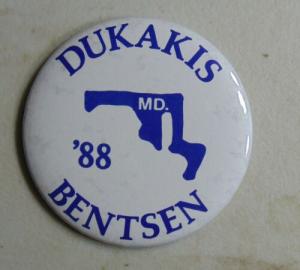 DUKAKIS
MD.
'88
BENTSEN